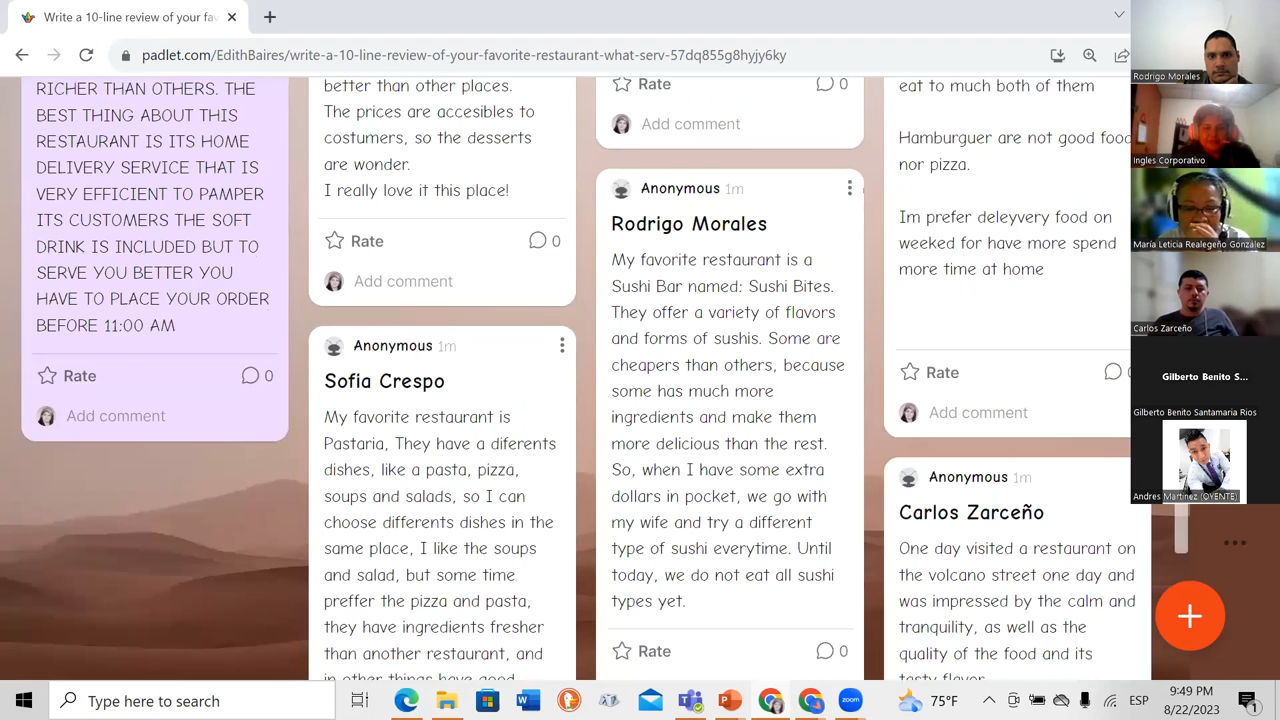 Write a 10-line review of your fav
padlet.com/EdithBaires/write-a-10-line-review-of-your-favorite-restaurant-what-serv-57dq855g8hyjy6ky
RICHER THAN OTHERS. THE
BEST THING ABOUT THIS
RESTAURANT IS ITS HOME
DELIVERY SERVICE THAT IS
VERY EFFICIENT TO PAMPER
ITS CUSTOMERS THE SOFT
DRINK IS INCLUDED BUT TO
SERVE YOU BETTER YOU
HAVE TO PLACE YOUR ORDER
BEFORE 11:00 AM
Rate
0
Add comment
better than other places.
The prices are accesibles to
costumers, so the desserts
are wonder.
I really love it this place!
Rate
0
Add comment
Anonymous 1m
Sofia Crespo
My favorite restaurant is
Pastaria, They have a differents
dishes, like a pasta, pizza,
soups and salads, so I can
choose differents dishes in the
same place, I like the soups
and salad, but some time
preffer the pizza and pasta,
they have ingredients fresher
than another restaurant, and
in other things have good
Rate
0
Add comment
Anonymous 1m
Rodrigo Morales
My favorite restaurant is a
Sushi Bar named: Sushi Bites.
They offer a variety of flavors
and forms of sushis. Some are
cheapers than others, because
some has much more
ingredients and make them
more delicious than the rest.
So, when I have some extra
dollars in pocket, we go with
my wife and try a different
type of sushi everytime. Until
today, we do not eat all sushi
types yet.
Rate
0
eat to much both of them
Hamburguer are not good food
nor pizza.
Im prefer deleyvery food on
weeked for have more spend
more time at home
Rate
Add comment
Anonymous 1m
Carlos Zarceño
One day visited a restaurant on
the volcano street one day and
was impressed by the calm and
tranquility, as well as the
quality of the food and its
tasty flavor
Rodrigo Morales
Ingles Corporativo
María Leticia Realegeño González
Carlos Zarceño
Gilberto Benito S...
Gilberto Benito Santamaria Rios
Andres Martinez (OYENTE)
Type here to search
75°F
ESP
9:49 PM
8/22/2023
1